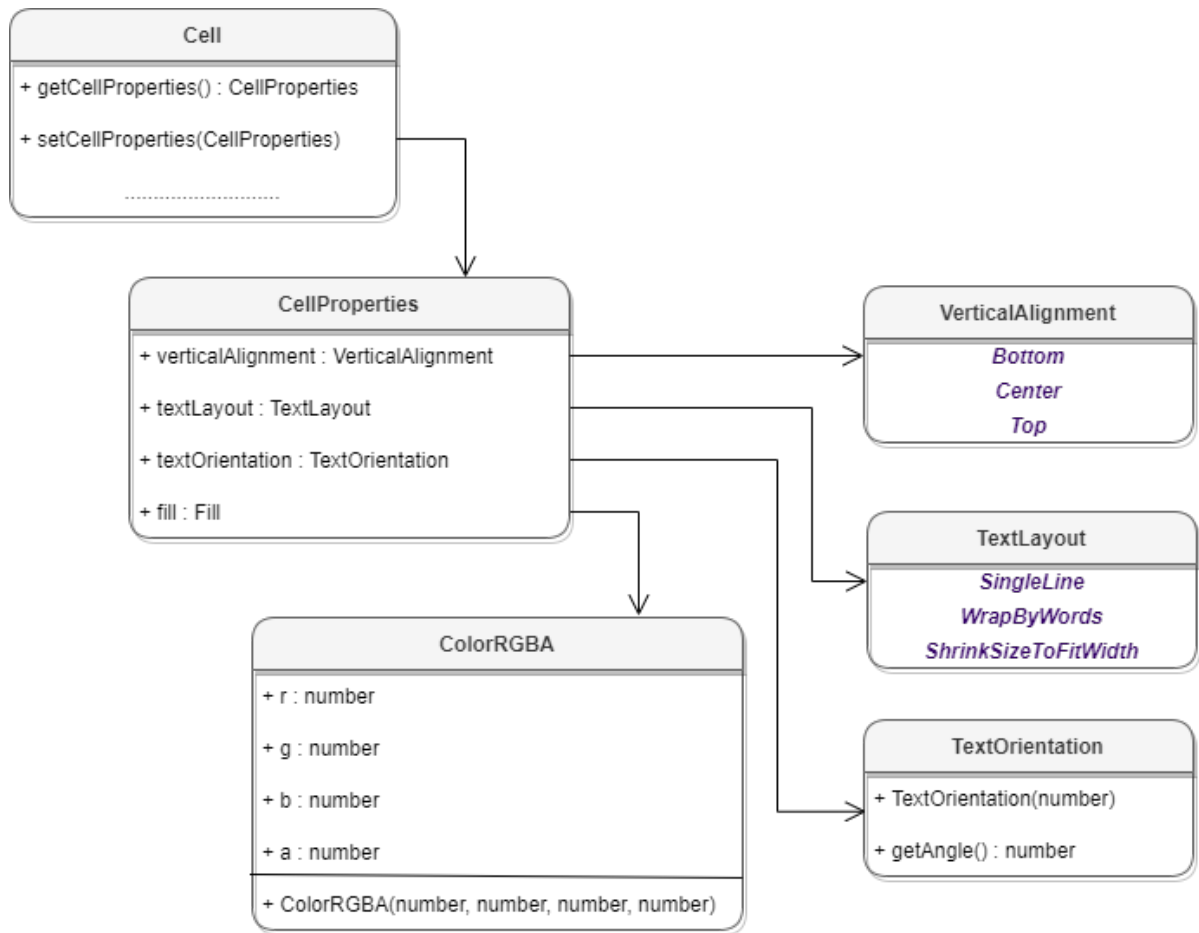 Cell
+ getCellProperties() : CellProperties
+ setCellProperties(CellProperties)
CellProperties
+ verticalAlignment : VerticalAlignment
+ textLayout : TextLayout
+ textOrientation : TextOrientation
+ fill : Fill
VerticalAlignment
Bottom
Center
Top
TextLayout
SingleLine
WrapByWords
ShrinkSizeToFitWidth
ColorRGBA
+ r : number
+ g : number
+ b : number
+ a : number
+ ColorRGBA(number, number, number, number)
TextOrientation
+ TextOrientation(number)
+ getAngle() : number